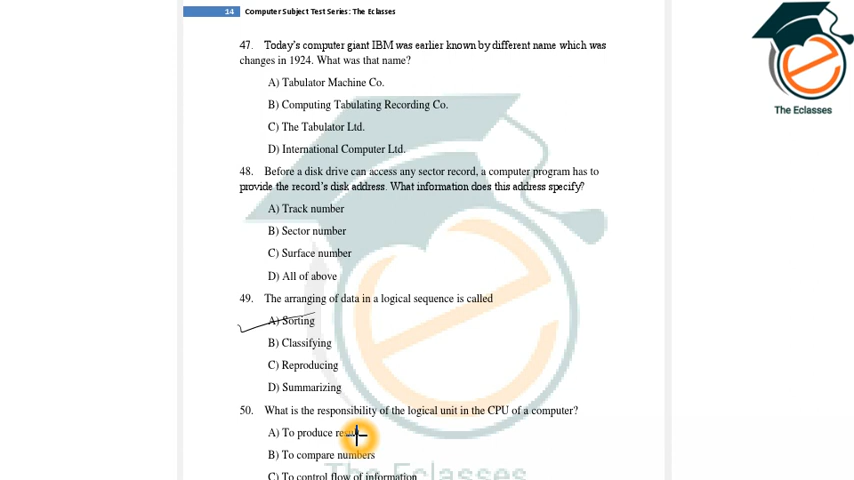 14 Computer Subject Test Series: The Eclasses
The Eclasses
47. Today's computer giant IBM was earlier known by different name which was
changes in 1924. What was that name?
A) Tabulator Machine Co.
B) Computing Tabulating Recording Co.
C) The Tabulator Ltd.
D) International Computer Ltd.
48. Before a disk drive can access any sector record, a computer program has to
provide the record's disk address. What information does this address specify?
A) Track number
B) Sector number
C) Surface number
D) All of above
49. The arranging of data in a logical sequence is called
A) Sorting
B) Classifying
C) Reproducing
D) Summarizing
50. What is the responsibility of the logical unit in the CPU of a computer?
A) To produce
B) To compare numbers
C) To control flow of information
The Eclasses